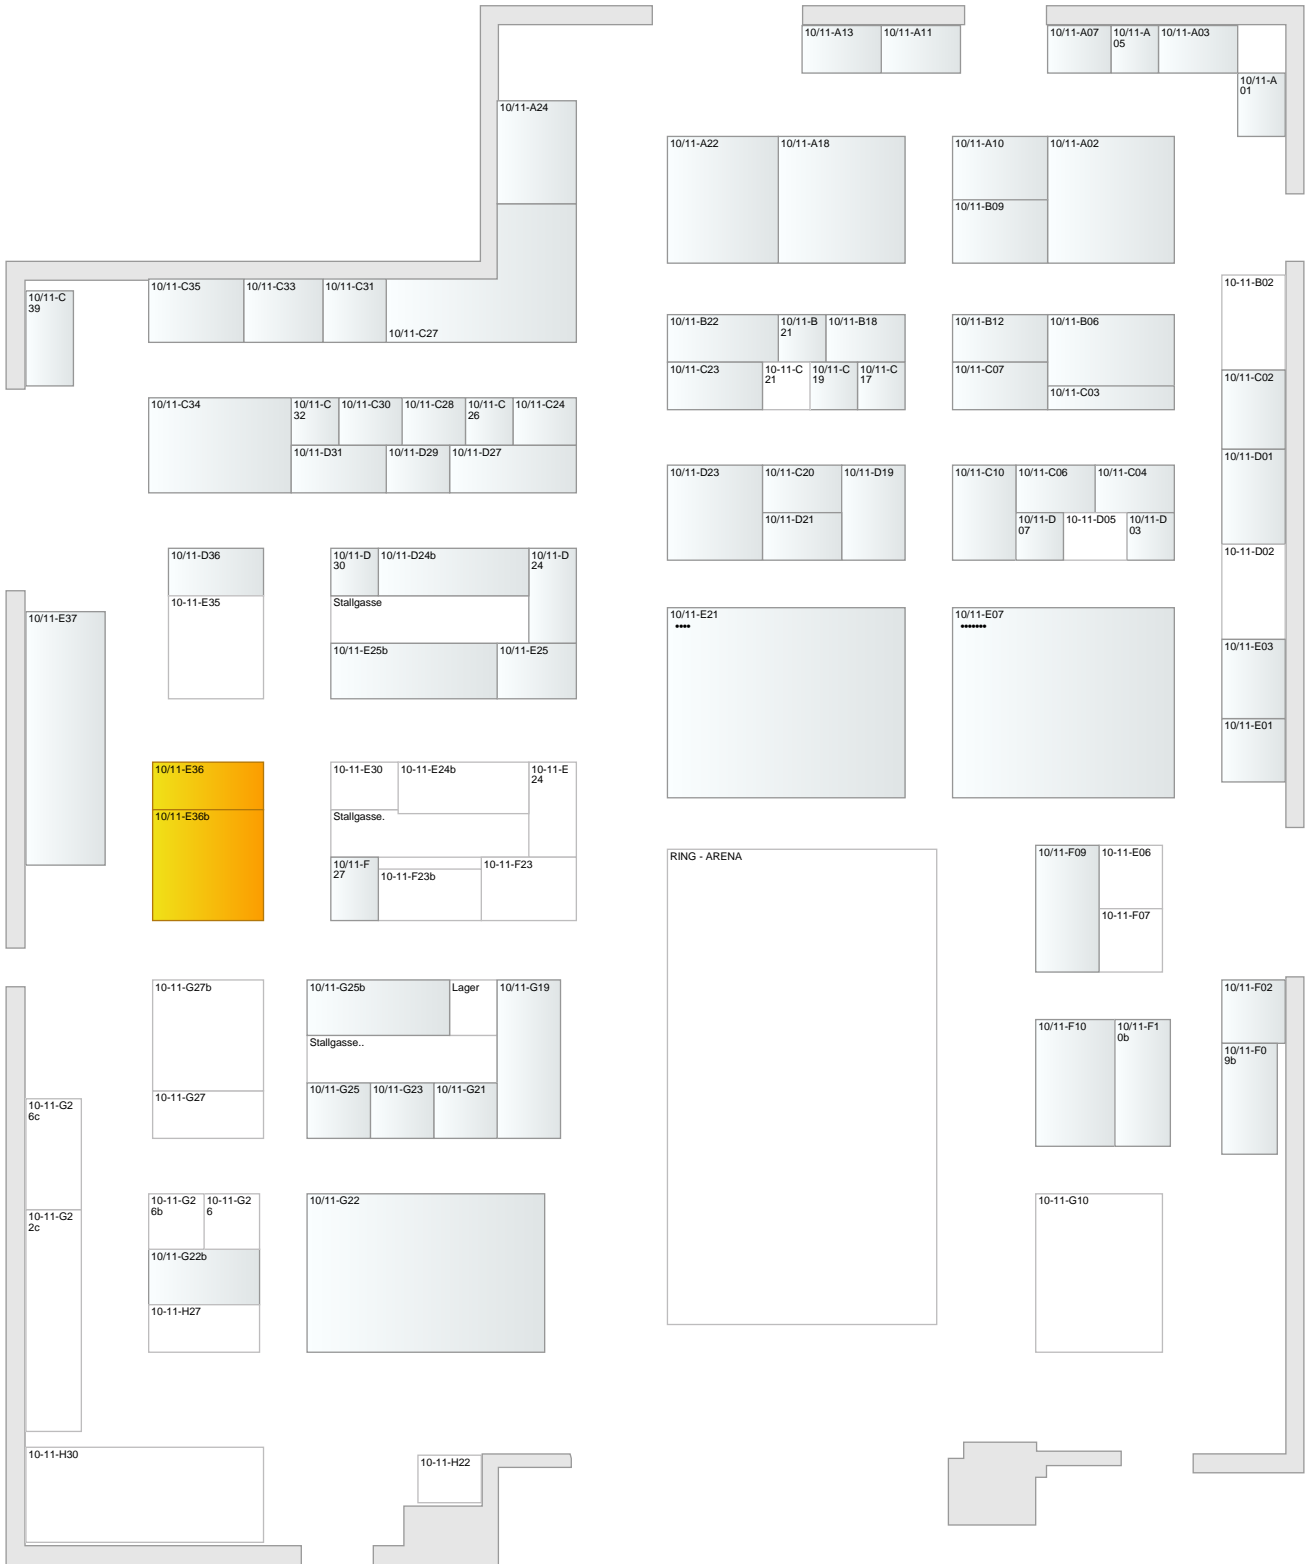 10/11-A13
10/11-A11
10/11-A07
10/11-A
05
10/11-A03
10/11-A
01
10/11-A24
10/11-A22
10/11-A18
10/11-A10
10/11-A02
10/11-B09
10/11-C
39
10/11-C35
10/11-C33
10/11-C31
10/11-C27
10-11-B02
10/11-B22
10/11-B
21
10/11-B18
10/11-B12
10/11-B06
10/11-C23
10-11-C
21
10/11-C
19
10/11-C
17
10/11-C07
10/11-C03
10/11-C02
10/11-C34
10/11-C
32
10/11-C30
10/11-C28
10/11-C
26
10/11-C24
10/11-D31
10/11-D29
10/11-D27
10/11-D01
10/11-D23
10/11-C20
10/11-D19
10/11-D21
10/11-C10
10/11-C06
10/11-C04
10/11-D
07
10-11-D05
10/11-D
03
10-11-D02
10/11-D36
10-11-E35
10/11-D
30
10/11-D24b
10/11-D
24
Stallgasse
10/11-E25b
10/11-E25
10/11-E37
10/11-E21
••••
10/11-E07
•••••••
10/11-E03
10/11-E01
10/11-E36
10/11-E36b
10-11-E30
10-11-E24b
10-11-E
24
Stallgasse.
10/11-F
27
10-11-F23b
10-11-F23
RING - ARENA
10/11-F09
10-11-E06
10-11-F07
10-11-G27b
10-11-G27
10/11-G25b
Lager
10/11-G19
Stallgasse..
10/11-G25
10/11-G23
10/11-G21
10/11-F02
10/11-F0
9b
10/11-F10
10/11-F1
0b
10-11-G2
6c
10-11-G2
2c
10-11-G2
6b
10-11-G2
6
10/11-G22b
10-11-H27
10/11-G22
10-11-G10
10-11-H30
10-11-H22